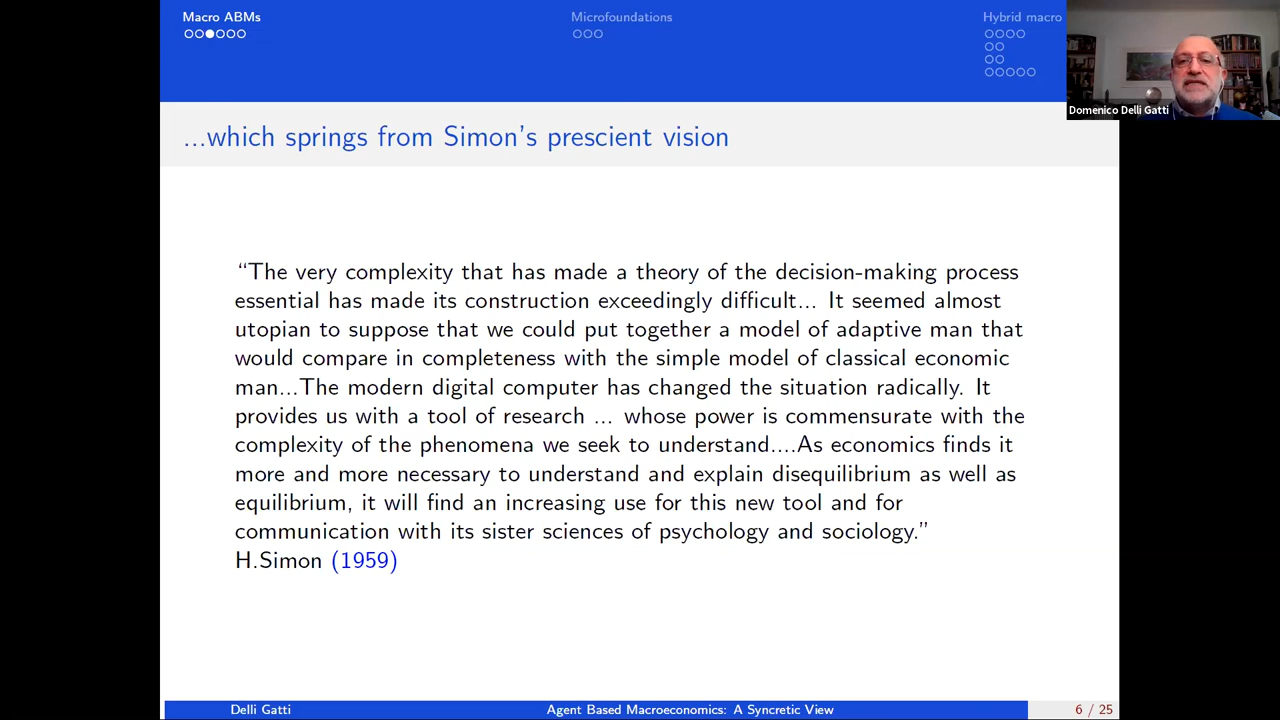 Macro ABMs
Microfoundations
Hybrid macro
Domenico Delli Gatti
...which springs from Simon's prescient vision
“The very complexity that has made a theory of the decision-making process
essential has made its construction exceedingly difficult... It seemed almost
utopian to suppose that we could put together a model of adaptive man that
would compare in completeness with the simple model of classical economic
man...The modern digital computer has changed the situation radically. It
provides us with a tool of research ... whose power is commensurate with the
complexity of the phenomena we seek to understand....As economics finds it
more and more necessary to understand and explain disequilibrium as well as
equilibrium, it will find an increasing use for this new tool and for
communication with its sister sciences of psychology and sociology.”
H.Simon (1959)
Delli Gatti
Agent Based Macroeconomics: A Syncretic View
6 / 25